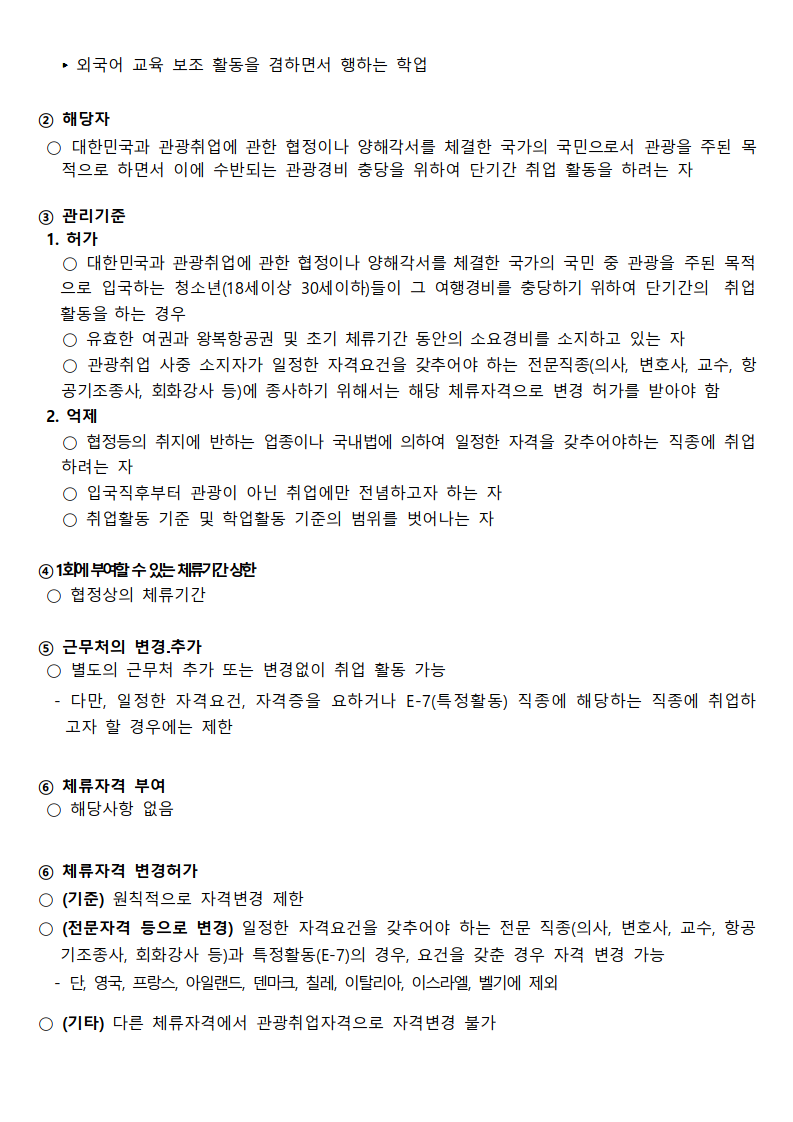 ▸ 외국어 교육 보조 활동을 겸하면서 행하는 학업
② 해당자
○ 대한민국과 관광취업에 관한 협정이나 양해각서를 체결한 국가의 국민으로서 관광을 주된 목
적으로 하면서 이에 수반되는 관광경비 충당을 위하여 단기간 취업 활동을 하려는 자
③ 관리기준
1. 허가
○ 대한민국과 관광취업에 관한 협정이나 양해각서를 체결한 국가의 국민 중 관광을 주된 목적
으로 입국하는 청소년(18세이상 30세이하)들이 그 여행경비를 충당하기 위하여 단기간의 취업
활동을 하는 경우
○ 유효한 여권과 왕복항공권 및 초기 체류기간 동안의 소요경비를 소지하고 있는 자
○ 관광취업 사중 소지자가 일정한 자격요건을 갖추어야 하는 전문직종(의사, 변호사, 교수, 항
공기조종사, 회화강사 등)에 종사하기 위해서는 해당 체류자격으로 변경 허가를 받아야 함
2. 억제
○ 협정등의 취지에 반하는 업종이나 국내법에 의하여 일정한 자격을 갖추어야하는 직종에 취업
하려는 자
○ 입국직후부터 관광이 아닌 취업에만 전념하고자 하는 자
○ 취업활동 기준 및 학업활동 기준의 범위를 벗어나는 자
④ 1회에 부여할 수 있는 체류기간 상한
○ 협정상의 체류기간
⑤ 근무처의 변경.추가
○ 별도의 근무처 추가 또는 변경없이 취업 활동 가능
- 다만, 일정한 자격요건, 자격증을 요하거나 E-7(특정활동) 직종에 해당하는 직종에 취업하
고자 할 경우에는 제한
⑥ 체류자격 부여
○ 해당사항 없음
⑥ 체류자격 변경허가
○ (기준) 원칙적으로 자격변경 제한
○ (전문자격 등으로 변경) 일정한 자격요건을 갖추어야 하는 전문 직종(의사, 변호사, 교수, 항공
기조종사, 회화강사 등)과 특정활동(E-7)의 경우, 요건을 갖춘 경우 자격 변경 가능
- 단, 영국, 프랑스, 아일랜드, 덴마크, 칠레, 이탈리아, 이스라엘, 벨기에 제외
○ (기타) 다른 체류자격에서 관광취업자격으로 자격변경 불가